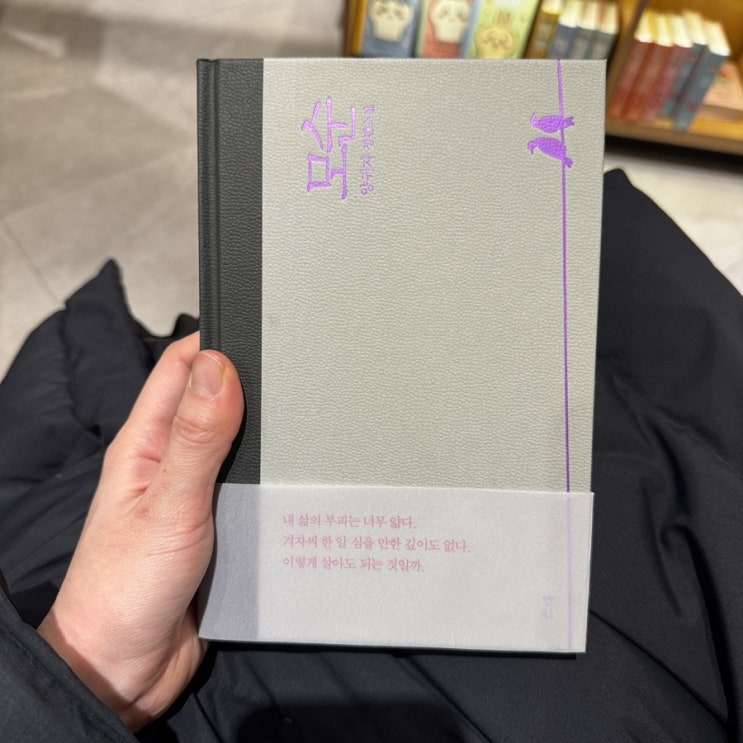 모순
양귀자 장편소설
내 삶의 부피는 너무 얇다.
겨자씨 한 알 심을 만한 깊이도 없다.
이렇게 살아도 되는 것일까.
쓰다